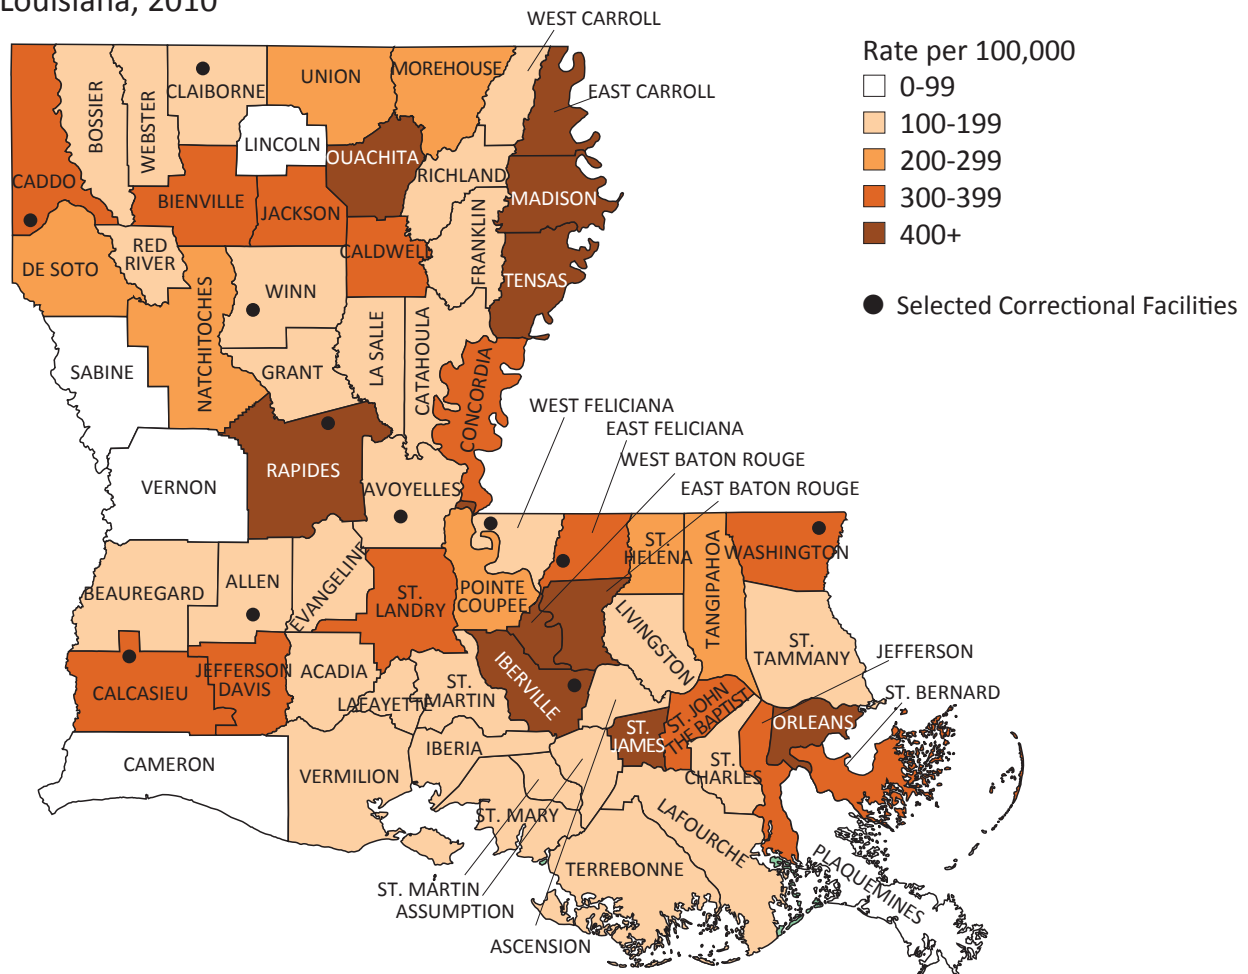 Louisiana, 2010
WEST CARROLL
Rate per 100,000
0-99
100-199
200-299
300-399
400+
Selected Correctional Facilities
BOSSIER
WEBSTER
CLAIBORNE
UNION
MOREHOUSE
EAST CARROLL
LINCOLN
OUACHITA
RICHLAND
CADDO
BIENVILLE
JACKSON
MADISON
FRANKLIN
RED
RIVER
CALDWELL
DE SOTO
TENSAS
WINN
NATCHITOCHES
LA SALLE
CATAHOULA
SABINE
GRANT
CONCORDIA
WEST FELICIANA
EAST FELICIANA
WEST BATON ROUGE
EAST BATON ROUGE
RAPIDES
VERNON
AVOYELLES
ST.
HELENA
TANGIPAHOA
WASHINGTON
BEAUREGARD
ALLEN
EVANGELINE
ST.
LANDRY
POINTE
COUPEE
LIVINGSTON
ST.
TAMMANY
JEFFERSON
CALCASIEU
JEFFERSON
DAVIS
ACADIA
LAFAYETTE
ST.
MARTIN
IBERVILLE
ST. BERNARD
ST. JOHN
THE BAPTIST
ORLEANS
ST.
JAMES
CAMERON
VERMILION
IBERIA
ST.
CHARLES
ST. MARY
LAFOURCHE
TERREBONNE
PLAQUEMINES
ST. MARTIN
ASSUMPTION
ASCENSION